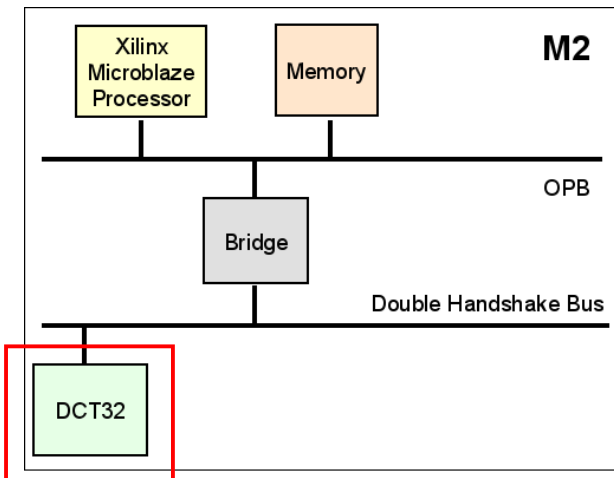 Xilinx
Microblaze
Processor
Memory
M2
OPB
Bridge
Double Handshake Bus
DCT32